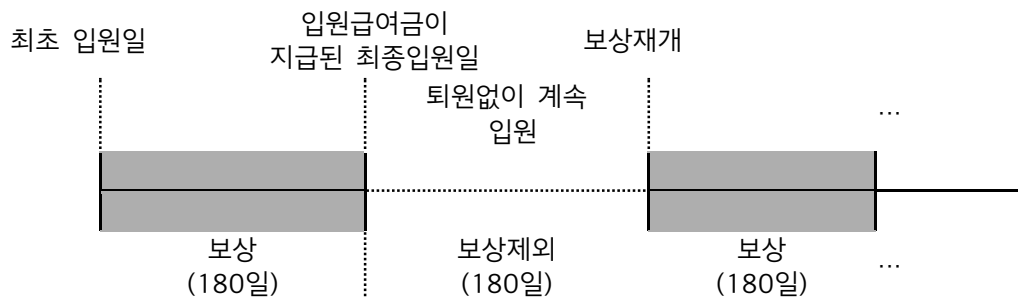 최초 입원일
입원급여금이
지급된 최종입원일
보상재개
퇴원없이 계속
입원
...
보상
(180일)
보상제외
(180일)
보상
(180일)
...